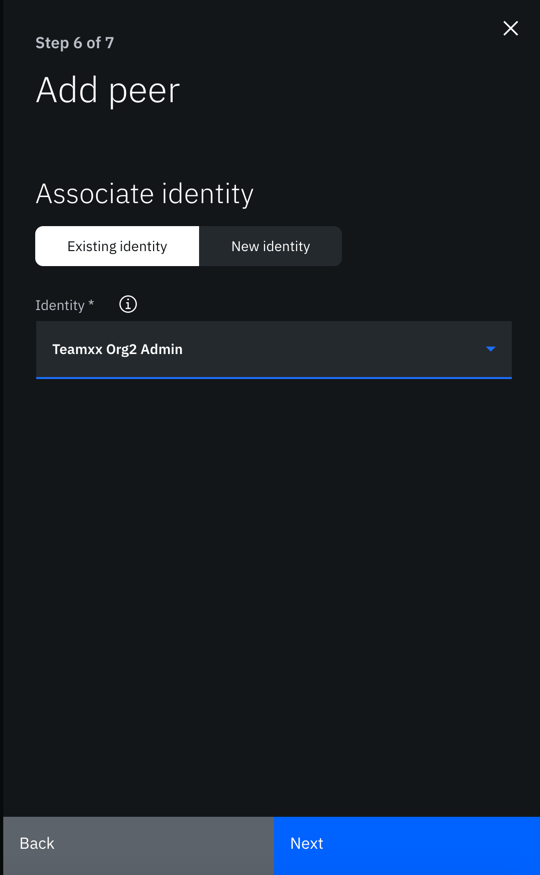 Step 6 of 7
Add peer
Associate identity
Existing identity
New identity
Identity *
Teamxx Org2 Admin
Back
Next